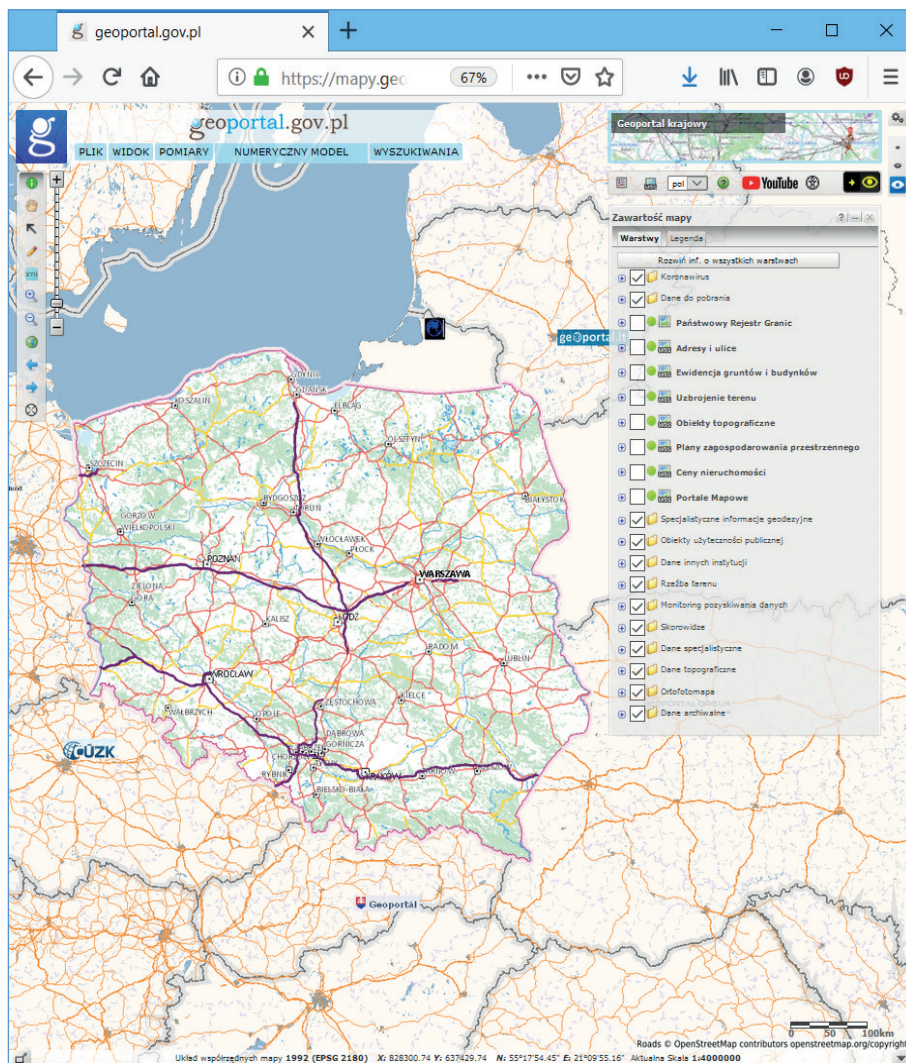 geoportal.gov.pl
https://mapy.geo
67%
geoportal.gov.pl
PLIK WIDOK POMIARY NUMERYCZNY MODEL WYSZUKIWANIA
Geoportal krajowy
pol
YouTube
XYH
Zawartość mapy
Warstwy Legenda
Rozwiń inf. o wszystkich warstwach
Koronawirus
Dane do pobrania
Państwowy Rejestr Granic
Adresy i ulice
Ewidencja gruntów i budynków
Uzbrojenie terenu
Obiekty topograficzne
Plany zagospodarowania przestrzennego
Ceny nieruchomości
Portale Mapowe
Specjalistyczne informacje geodezyjne
Obiekty użyteczności publicznej
Dane innych instytucji
Rzeźba terenu
Monitoring pozyskiwania danych
Skorowidze
Dane specjalistyczne
Dane topograficzne
Ortofotomapa
Dane archiwalne
geoportal.lt
GDYNIA
GDAŃSK
KOSZALIN
ELBLĄG
OLSZTYN
SZCZECIN
BIAŁYSTOK
BYDGOSZCZ
TORUŃ
GORZÓW
WIELKOPOLSKI
WŁOCŁAWEK
PŁOCK
POZNAŃ
WARSZAWA
ZIELONA
GÓRA
KALISZ
ŁÓDŹ
RADOM
LUBLIN
WROCŁAW
WAŁBRZYCH
OPOLE
CZĘSTOCHOWA
KIELCE
DĄBROWA
GÓRNICZA
RYBNIK
KRAKÓW
TARNÓW
BIELSKO-BIAŁA
ČÚZK
Geoportál
0 50 100km
Roads © OpenStreetMap contributors openstreetmap.org/copyright
Układ współrzędnych mapy 1992 (EPSG 2180) X: 828300.74 Y: 637429.74 N: 55°17'54.45" E: 21°09'55.16" Aktualna Skala 1:4000000